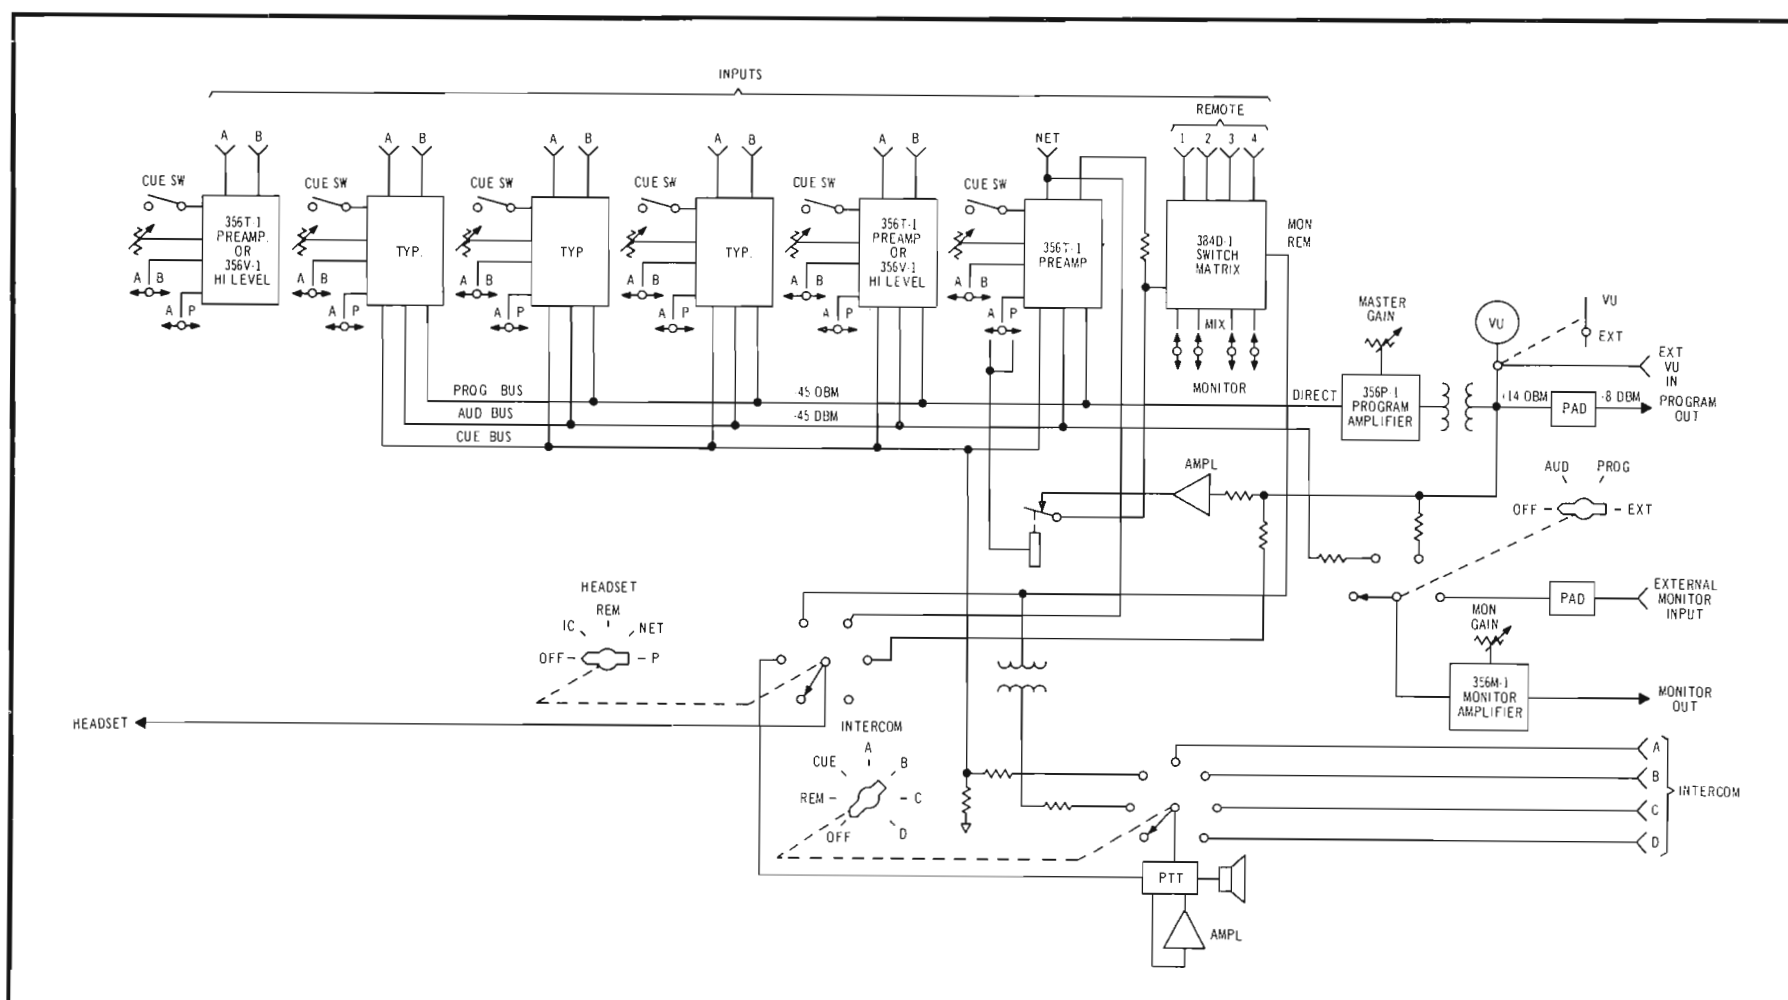 INPUTS
REMOTE
A B
A B
A B
A B
A B
NET
1 2 3 4
CUE SW
CUE SW
CUE SW
CUE SW
CUE SW
CUE SW
356T-1
PREAMP.
OR
356V-1
HI LEVEL
TYP.
TYP
TYP.
356T-1
PREAMP
OR
356V-1
HI LEVEL
356T-1
PREAMP
384D-1
SWITCH
MATRIX
MON
REM
A B
A B
A B
A B
A B
A B
A P
A P
A P
A P
A P
A P
MIX
MONITOR
MASTER
GAIN
VU
VU
EXT
EXT
VU
IN
PROG BUS
-45 OBM
DIRECT
356P-1
PROGRAM
AMPLIFIER
+14 OBM
PAD
-8 DBM
PROGRAM
OUT
AUD BUS
-45 DBM
CUE BUS
AMPL
AUD PROG
OFF EXT
HEADSET
REM
IC NET
OFF P
PAD
EXTERNAL
MONITOR
INPUT
MON
GAIN
356M-1
MONITOR
AMPLIFIER
MONITOR
OUT
HEADSET
INTERCOM
A
CUE B
REM C
OFF D
A
B
C
D
INTERCOM
PTT
AMPL